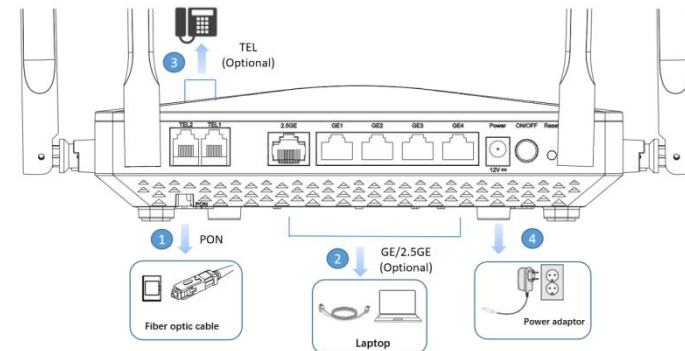 TEL
(Optional)
3
TEL2 TEL1 2.5GE GE1 GE2 GE3 GE4 Power ON/OFF Reset
12V
PON
1 PON
2 GE/2.5GE
(Optional)
4
Fiber optic cable
Laptop
Power adaptor